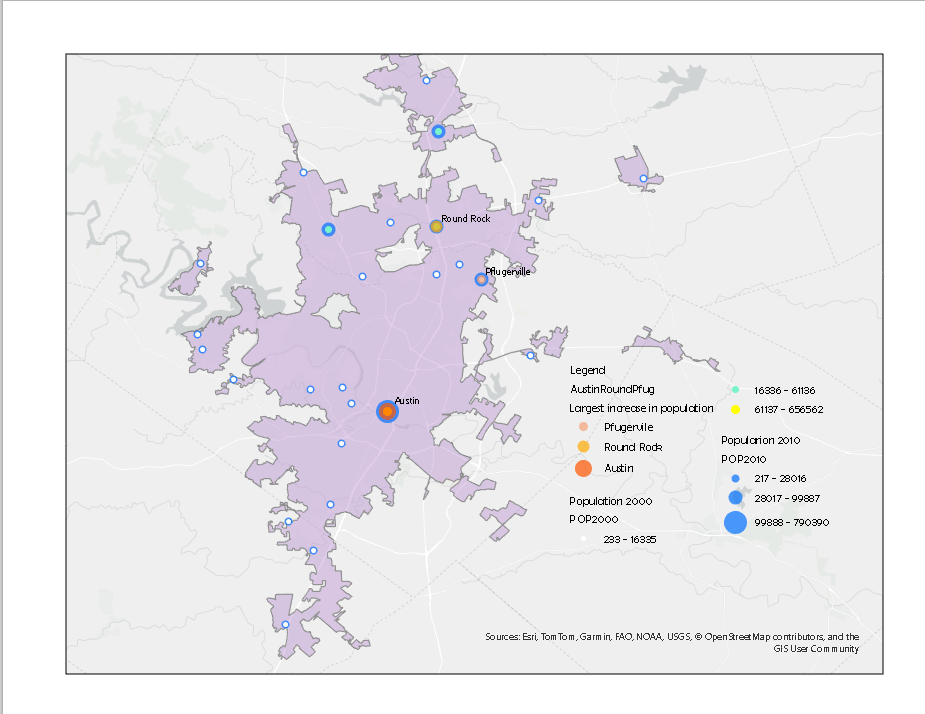 Round Rock
Pflugerville
Austin
Legend
AustinRoundPfug
Largest increase in population
Pfugerville
Round Rock
Austin
Population 2000
POP2000
233 - 16335
16336 - 61136
61137 - 656562
Population 2010
POP2010
217 - 28016
28017 - 99887
99888 - 790390
Sources: Esri, TomTom, Garmin, FAO, NOAA, USGS, © OpenStreetMap contributors, and the
GIS User Community